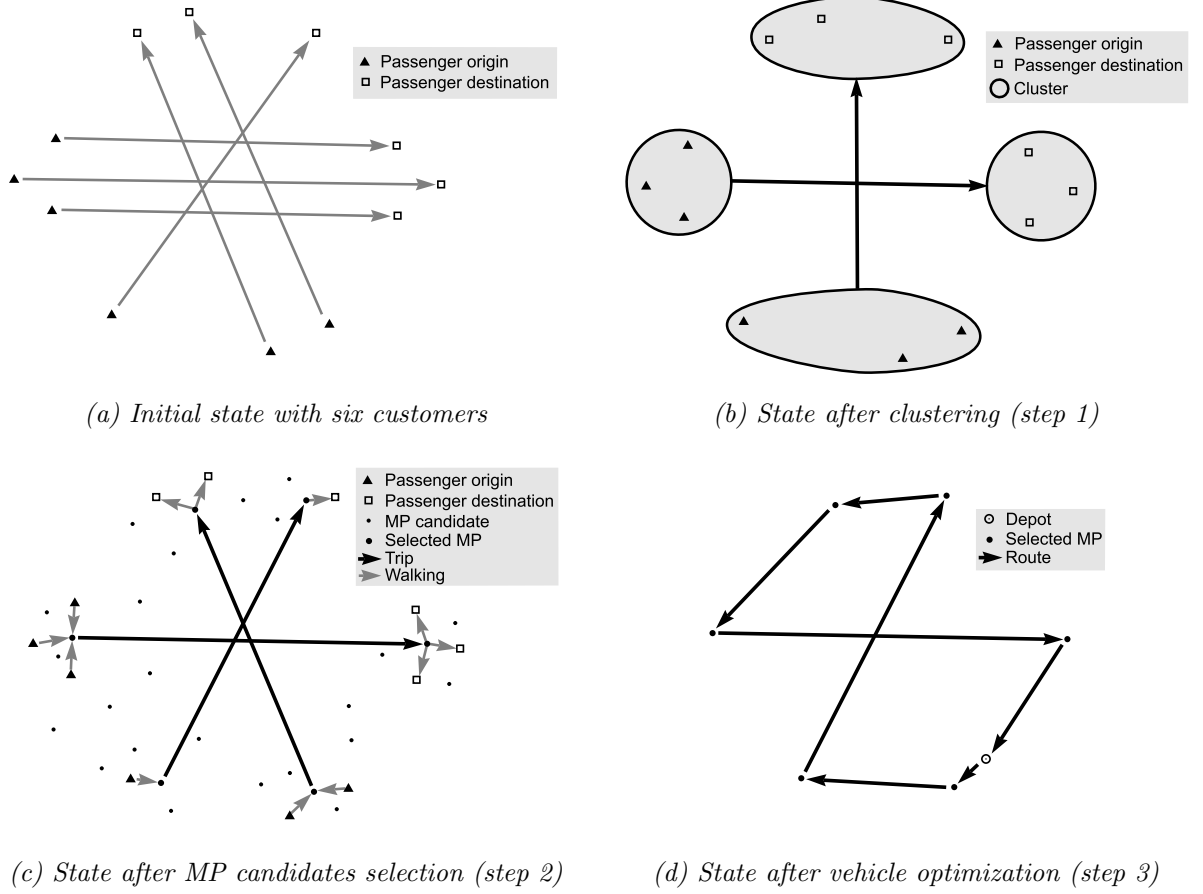 Passenger origin
Passenger destination
(a) Initial state with six customers
Passenger origin
Passenger destination
Cluster
(b) State after clustering (step 1)
Passenger origin
Passenger destination
MP candidate
Selected MP
Trip
Walking
(c) State after MP candidates selection (step 2)
Depot
Selected MP
Route
(d) State after vehicle optimization (step 3)